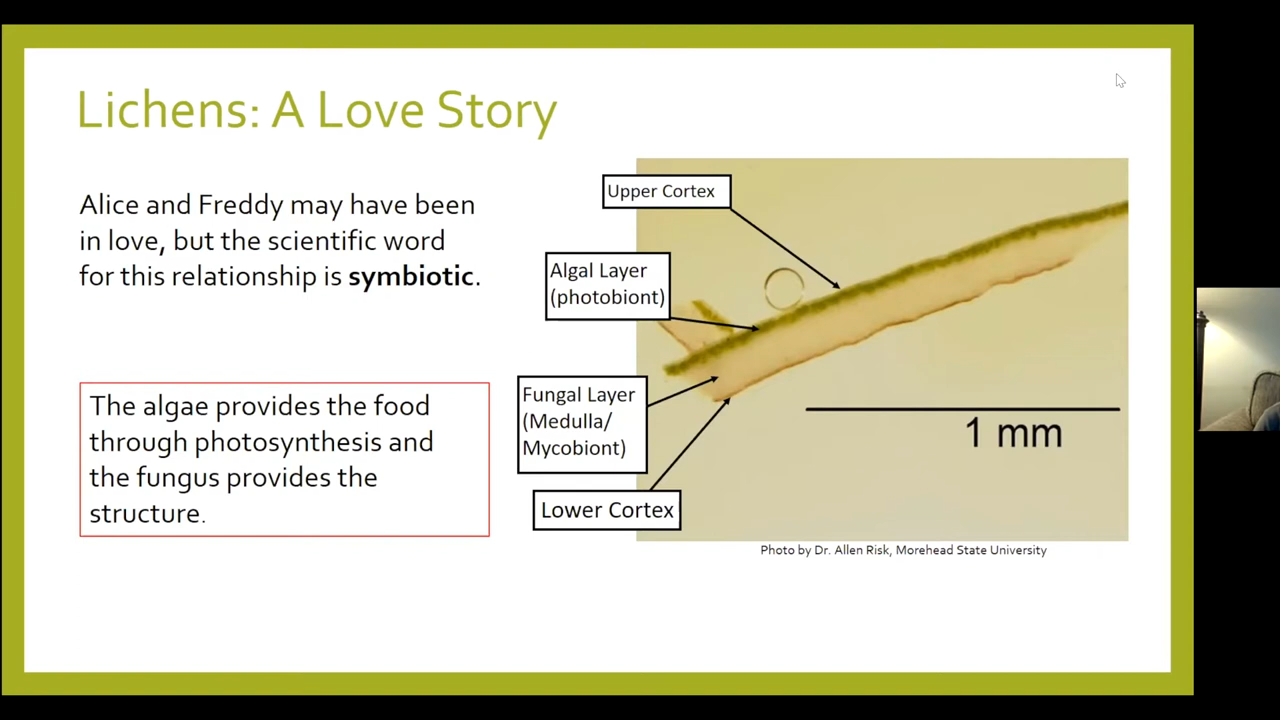 Lichens: A Love Story
Alice and Freddy may have been
in love, but the scientific word
for this relationship is symbiotic.
The algae provides the food
through photosynthesis and
the fungus provides the
structure.
Upper Cortex
Algal Layer
(photobiont)
Fungal Layer
(Medulla/
Mycobiont)
Lower Cortex
1 mm
Photo by Dr. Allen Risk, Morehead State University